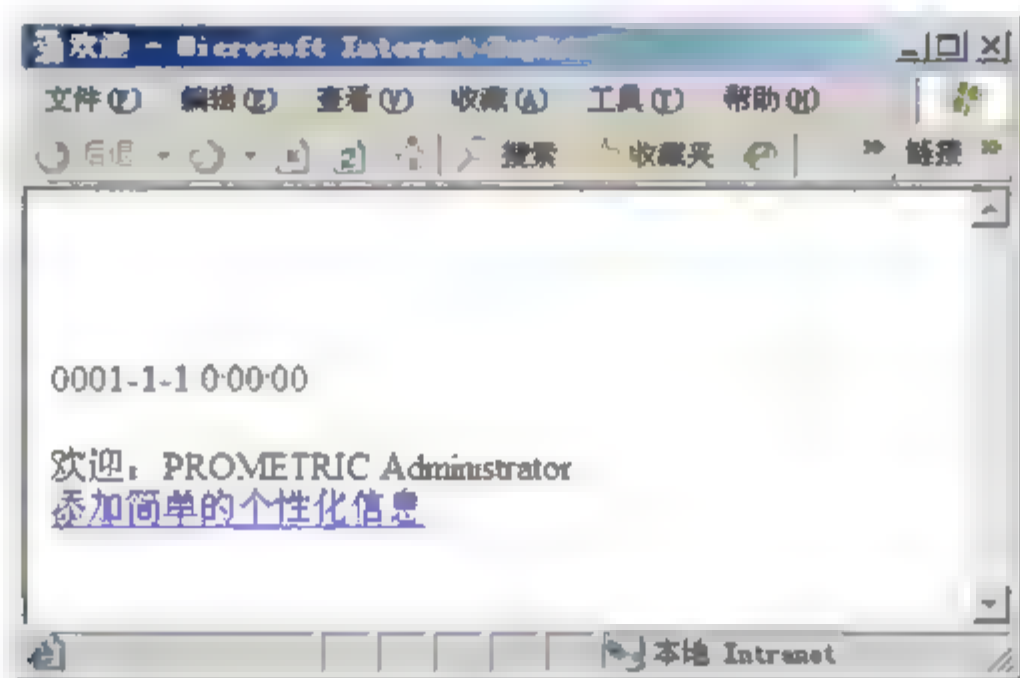 欢迎 - Microsoft Internet
文件(F) 编辑(E) 查看(V) 收藏(A) 工具(T) 帮助(H)
后退 搜索 收藏夹 » 链接 »
0001-1-1 0:00:00
欢迎：PROMETRIC Administrator
添加简单的个性化信息
本地 Intranet